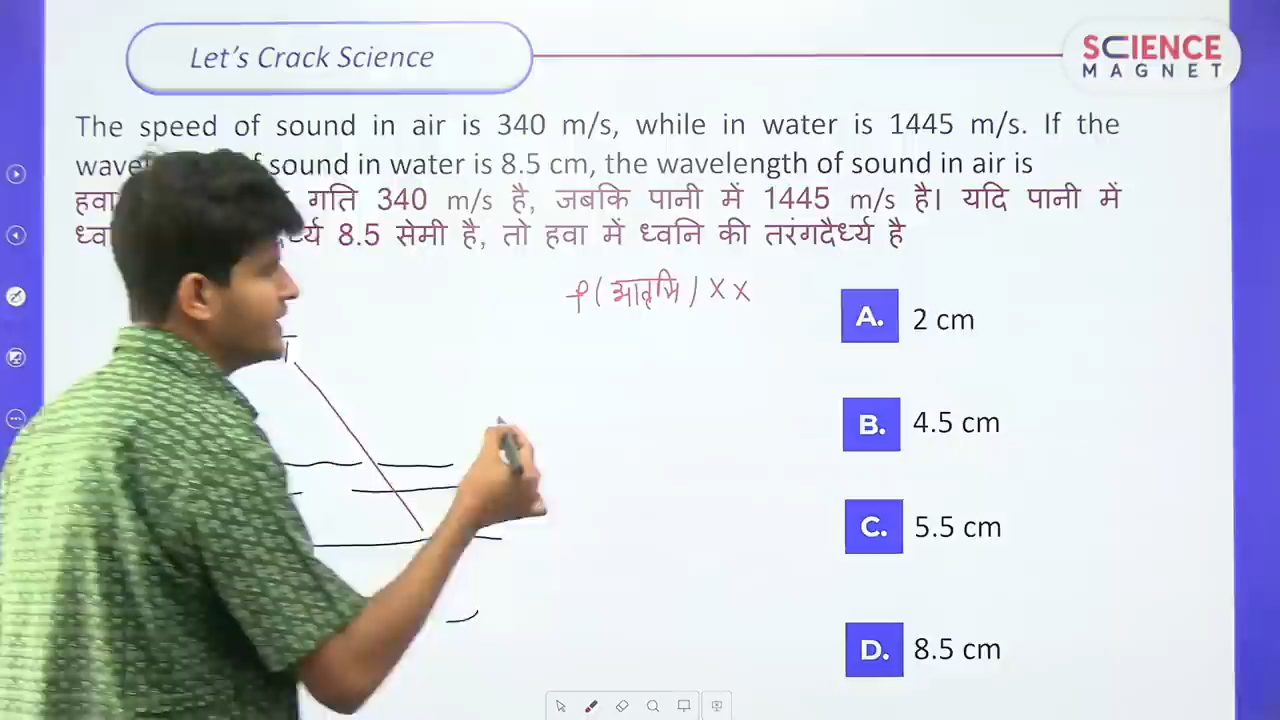 Let's Crack Science
SCIENCE
MAGNET
The speed of sound in air is 340 m/s, while in water is 1445 m/s. If the
sound in water is 8.5 cm, the wavelength of sound in air is
हवा गति 340 m/s है, जबकि पानी में 1445 m/s है। यदि पानी में
8.5 सेमी है, तो हवा में ध्वनि की तरंगदैर्ध्य है
A. 2 cm
B. 4.5 cm
C. 5.5 cm
D. 8.5 cm